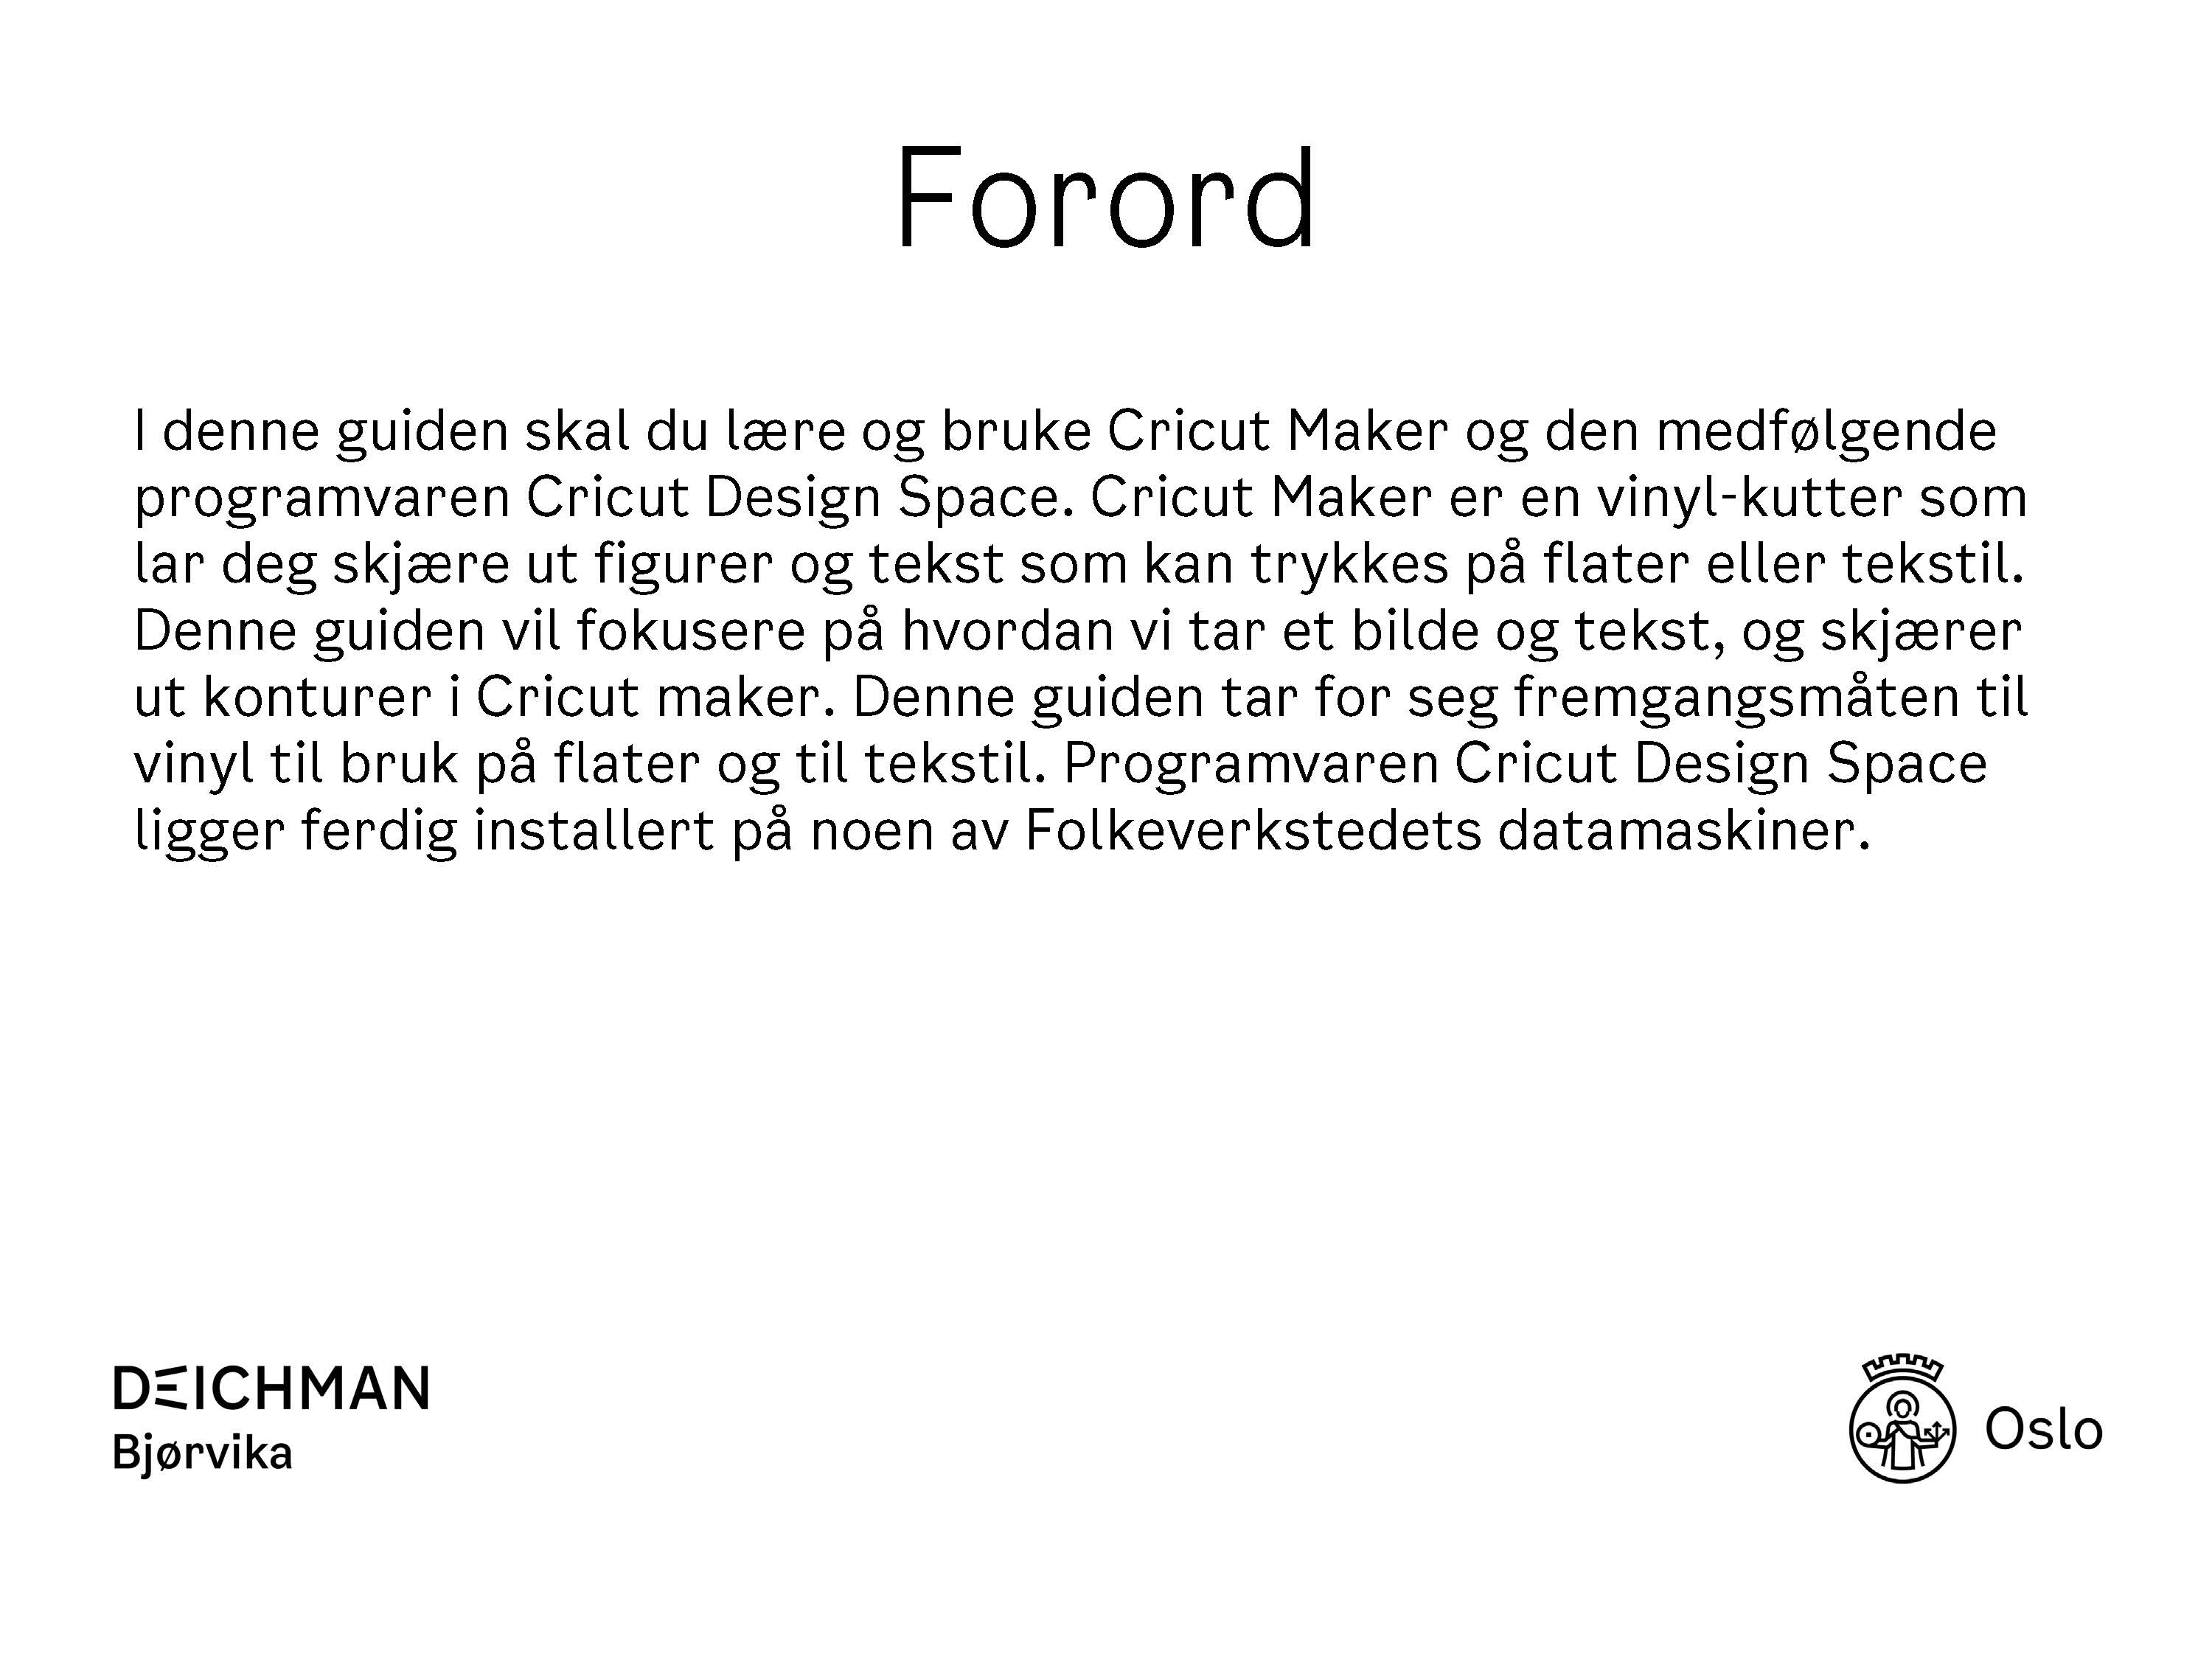 Forord
I denne guiden skal du lære og bruke Cricut Maker og den medfølgende
programvaren Cricut Design Space. Cricut Maker er en vinyl-kutter som
lar deg skjære ut figurer og tekst som kan trykkes på flater eller tekstil.
Denne guiden vil fokusere på hvordan vi tar et bilde og tekst, og skjærer
ut konturer i Cricut maker. Denne guiden tar for seg fremgangsmåten til
vinyl til bruk på flater og til tekstil. Programvaren Cricut Design Space
ligger ferdig installert på noen av Folkeverkstedets datamaskiner.
DEICHMAN
Bjørvika
Oslo